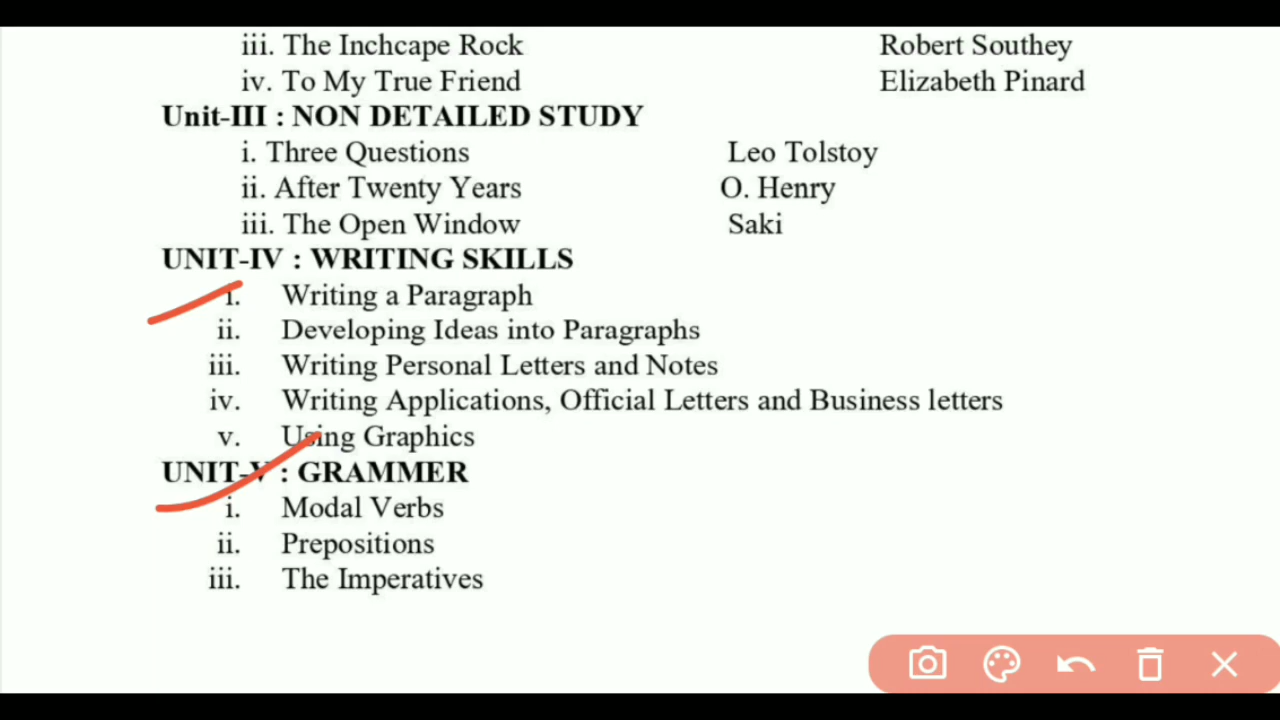 iii. The Inchcape Rock Robert Southey
iv. To My True Friend Elizabeth Pinard
Unit-III : NON DETAILED STUDY
i. Three Questions Leo Tolstoy
ii. After Twenty Years O. Henry
iii. The Open Window Saki
UNIT-IV : WRITING SKILLS
i. Writing a Paragraph
ii. Developing Ideas into Paragraphs
iii. Writing Personal Letters and Notes
iv. Writing Applications, Official Letters and Business letters
v. Using Graphics
UNIT-V : GRAMMER
i. Modal Verbs
ii. Prepositions
iii. The Imperatives